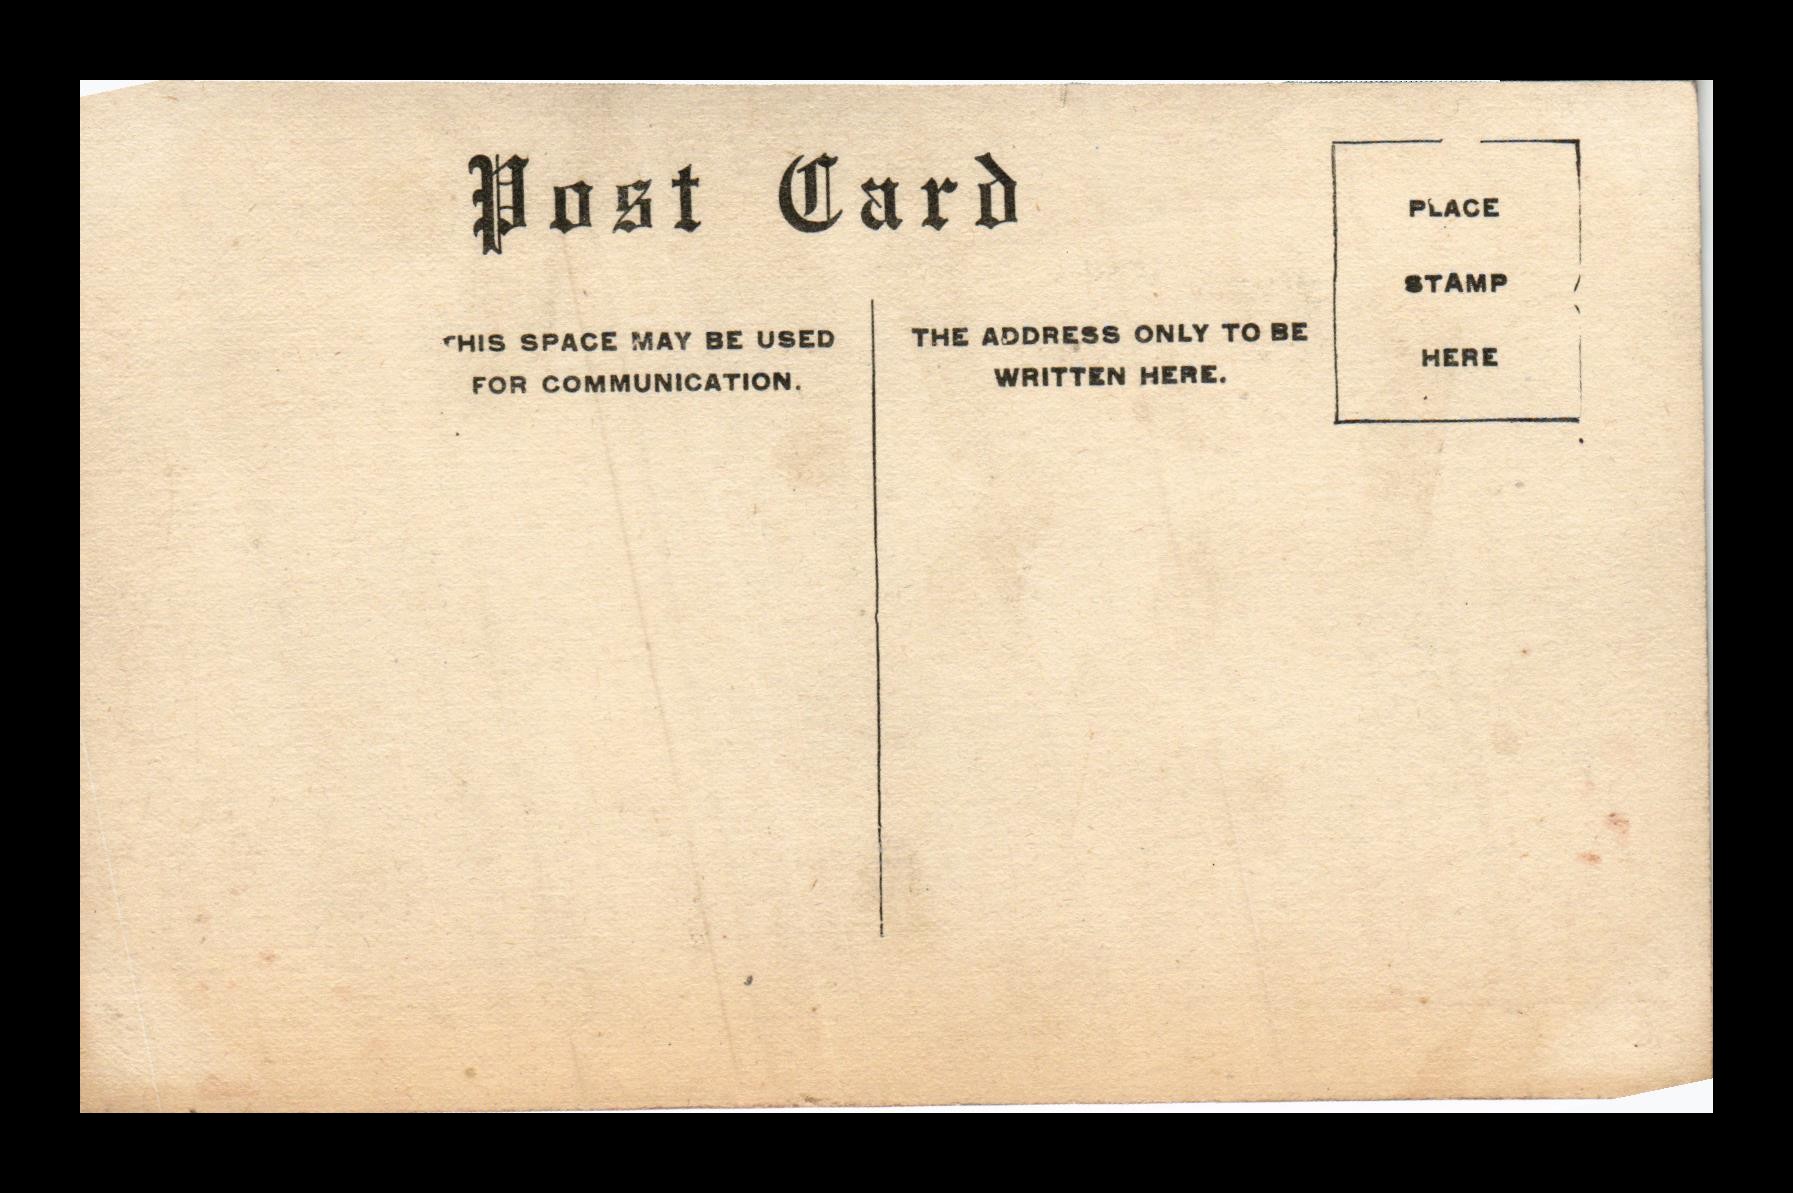 Post Card
THIS SPACE MAY BE USED
FOR COMMUNICATION.
THE ADDRESS ONLY TO BE
WRITTEN HERE.
PLACE
STAMP
HERE